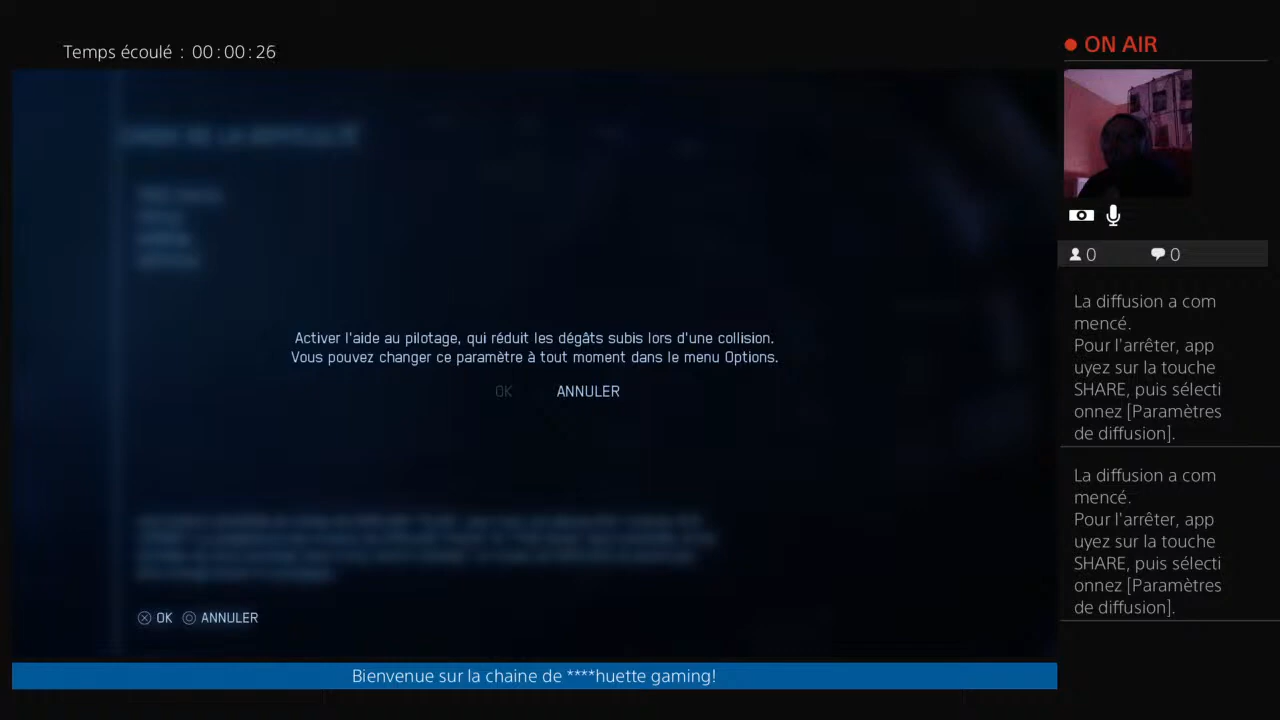 Temps écoulé : 00:00:26
ON AIR
0
0
CHOIX DE LA DIFFICULTÉ
Activer l'aide au pilotage, qui réduit les dégâts subis lors d'une collision.
Vous pouvez changer ce paramètre à tout moment dans le menu Options.
OK
ANNULER
OK
ANNULER
Bienvenue sur la chaine de ****huette gaming!
La diffusion a com
mencé.
Pour l'arrêter, app
uyez sur la touche
SHARE, puis sélecti
onnez [Paramètres
de diffusion].
La diffusion a com
mencé.
Pour l'arrêter, app
uyez sur la touche
SHARE, puis sélecti
onnez [Paramètres
de diffusion].